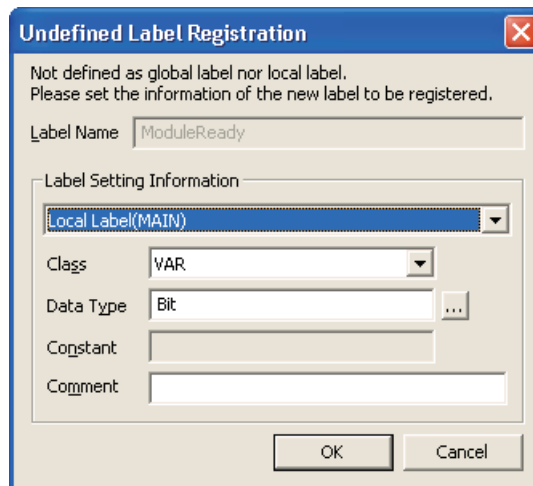 Undefined Label Registration
Not defined as global label nor local label.
Please set the information of the new label to be registered.
Label Name ModuleReady
Label Setting Information
Local Label(MAIN)
Class VAR
Data Type Bit ...
Constant
Comment
OK Cancel